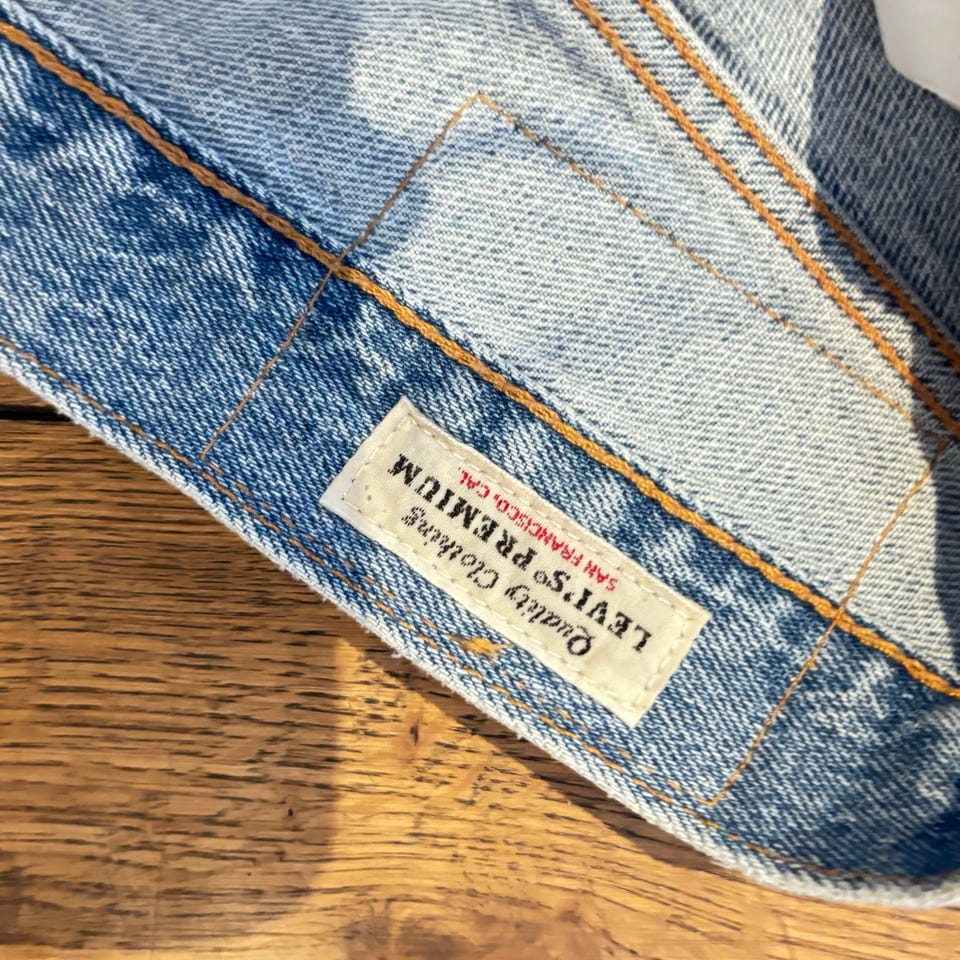 Quality Clothing
LEVI'S® PREMIUM
SAN FRANCISCO, CAL.